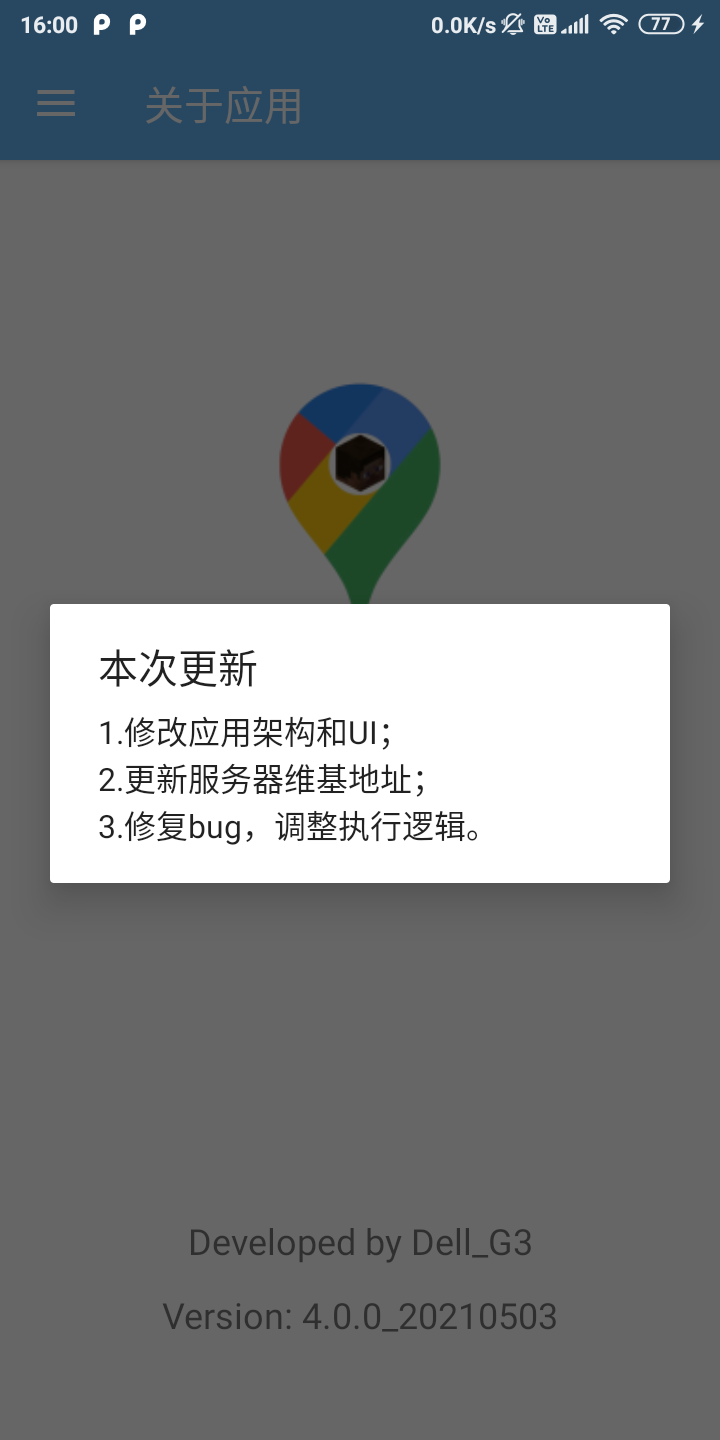 16:00 0.0K/s Vo LTE 77
关于应用
本次更新
1.修改应用架构和UI；
2.更新服务器维基地址；
3.修复bug，调整执行逻辑。
Developed by Dell_G3
Version: 4.0.0_20210503